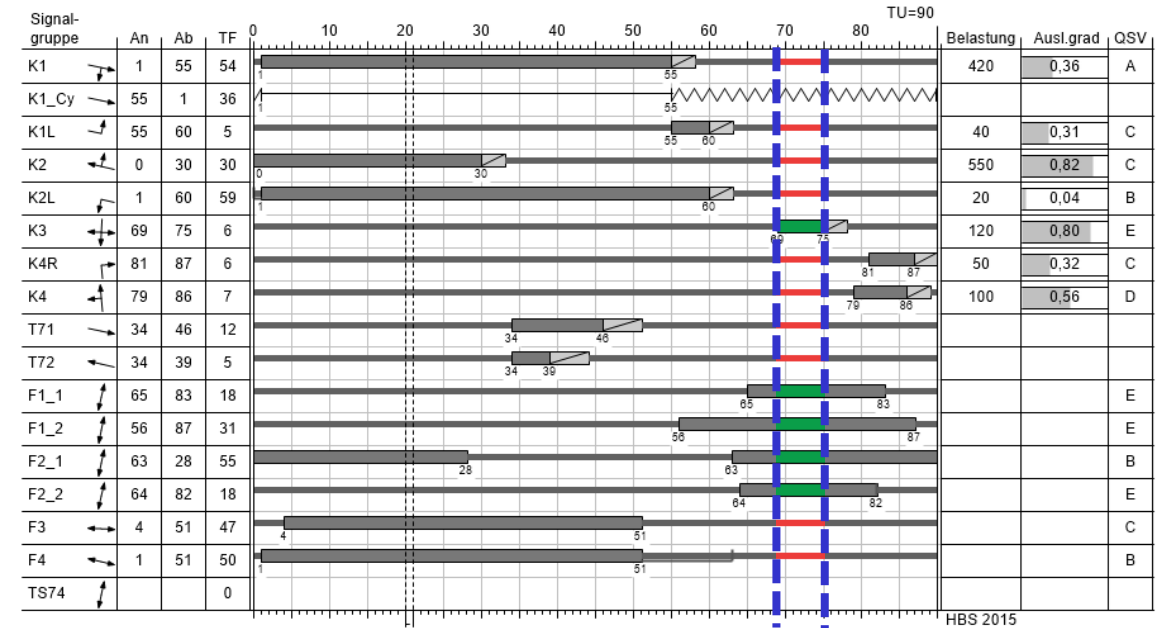 TU=90
Signal-
gruppe An Ab TF 0 10 20 30 40 50 60 70 80 Belastung Ausl.grad QSV
K1 1 55 54 1 55 420 0,36 A
K1_Cy 55 1 36 1 55
K1L 55 60 5 55 60 40 0,31 C
K2 0 30 30 0 30 550 0,82 C
K2L 1 60 59 1 60 20 0,04 B
K3 69 75 6 69 75 120 0,80 E
K4R 81 87 6 81 87 50 0,32 C
K4 79 86 7 79 86 100 0,56 D
T71 34 46 12 34 46
T72 34 39 5 34 39
F1_1 65 83 18 65 83 E
F1_2 56 87 31 56 87 E
F2_1 63 28 55 28 63 B
F2_2 64 82 18 64 82 E
F3 4 51 47 4 51 C
F4 1 51 50 1 51 B
TS74 0
HBS 2015